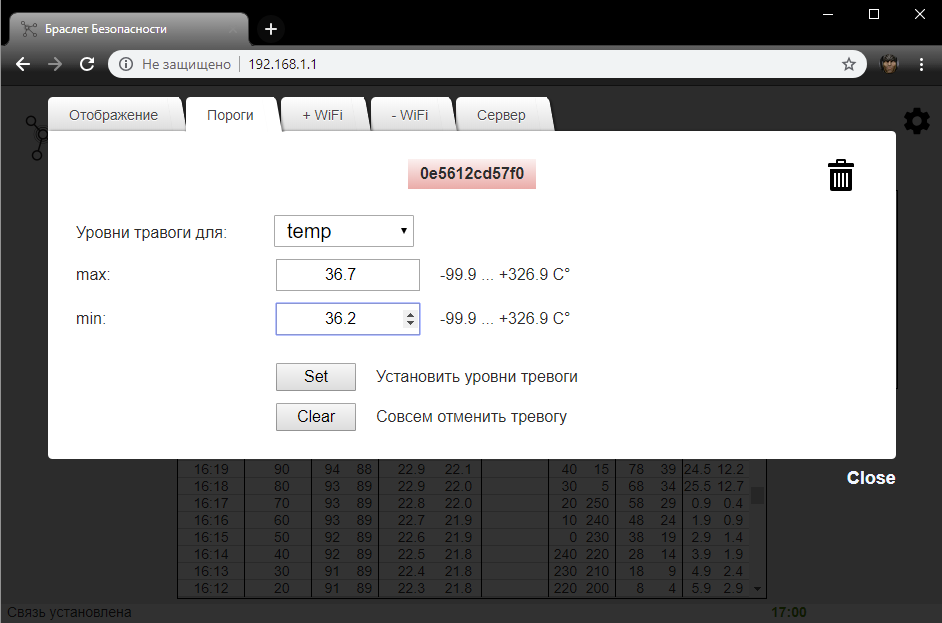 Браслет Безопасности
Не защищено 192.168.1.1
Отображение Пороги + WiFi - WiFi Сервер
0e5612cd57f0
Уровни травоги для: temp
max: 36.7 -99.9 ... +326.9 C°
min: 36.2 -99.9 ... +326.9 C°
Set Установить уровни тревоги
Clear Совсем отменить тревогу
16:19 90 94 88 22.9 22.1 40 15 78 39 24.5 12.2
Close
16:18 80 93 89 22.9 22.0 30 5 68 34 25.5 12.7
16:17 70 93 89 22.8 22.0 20 250 58 29 0.9 0.4
16:16 60 93 89 22.7 21.9 10 240 48 24 1.9 0.9
16:15 50 92 89 22.6 21.9 0 230 38 19 2.9 1.4
16:14 40 92 89 22.5 21.8 240 220 28 14 3.9 1.9
16:13 30 91 89 22.4 21.8 230 210 18 9 4.9 2.4
16:12 20 91 89 22.3 21.8 220 200 8 4 5.9 2.9
Связь установлена 17:00